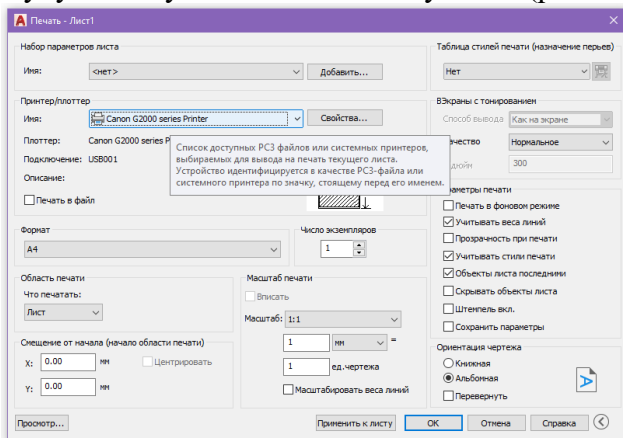 Печать - Лист1
Набор параметров листа
Имя: <нет> Добавить...
Таблица стилей печати (назначение перьев)
Нет
Принтер/плоттер
Имя: Canon G2000 series Printer Свойства...
Плоттер: Canon G2000 series P
Подключение: USB001
Описание:
Печать в файл
Список доступных PC3 файлов или системных принтеров,
выбираемых для вывода на печать текущего листа.
Устройство идентифицируется в качестве PC3-файла или
системного принтера по значку, стоящему перед его именем.
ВЭкраны с тонированием
Способ вывода Как на экране
ачество Нормальное
300
Формат
A4
Число экземпляров
1
Область печати
Что печатать:
Лист
Масштаб печати
Вписать
Масштаб: 1:1
1 мм =
1 ед.чертежа
Масштабировать веса линий
Смещение от начала (начало области печати)
X: 0.00 мм Центрировать
Y: 0.00 мм
раметры печати
Печать в фоновом режиме
Учитывать веса линий
Прозрачность при печати
Учитывать стили печати
Объекты листа последними
Скрывать объекты листа
Штемпель вкл.
Сохранить параметры
Ориентация чертежа
Книжная
Альбомная
Перевернуть
Просмотр... Применить к листу OK Отмена Справка